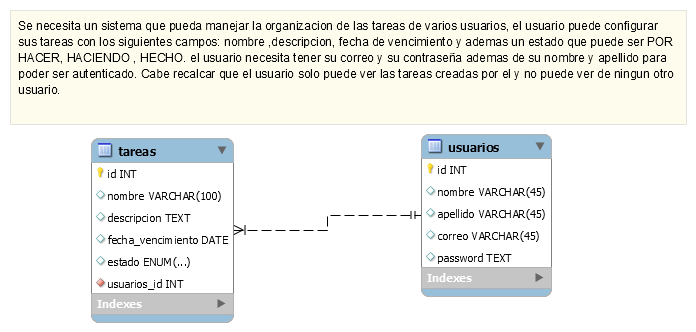 Se necesita un sistema que pueda manejar la organizacion de las tareas de varios usuarios, el usuario puede configurar
sus tareas con los siguientes campos: nombre ,descripcion, fecha de vencimiento y ademas un estado que puede ser POR
HACER, HACIENDO , HECHO. el usuario necesita tener su correo y su contraseña ademas de su nombre y apellido para
poder ser autenticado. Cabe recalcar que el usuario solo puede ver las tareas creadas por el y no puede ver de ningun otro
usuario.
tareas
id INT
nombre VARCHAR(100)
descripcion TEXT
fecha_vencimiento DATE
estado ENUM(...)
usuarios_id INT
Indexes
usuarios
id INT
nombre VARCHAR(45)
apellido VARCHAR(45)
correo VARCHAR(45)
password TEXT
Indexes